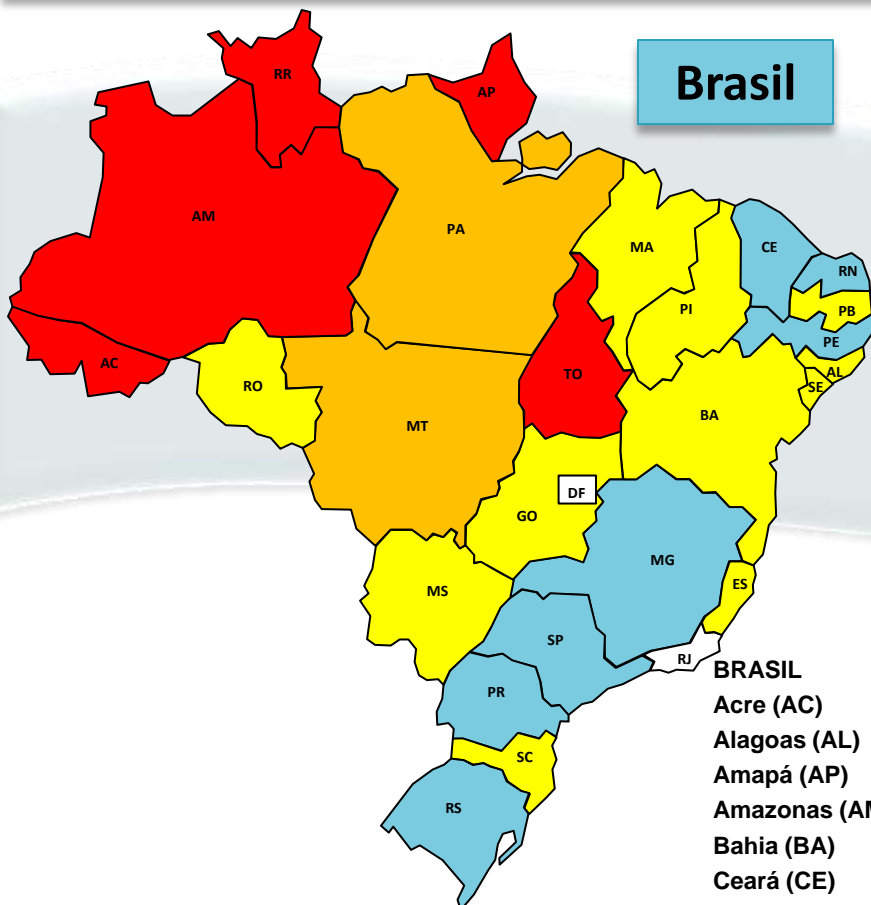 Brasil
RR
AP
AM
PA
MA
CE
RN
PI
PB
PE
AC
RO
TO
AL
SE
MT
BA
DF
GO
MS
MG
ES
SP
RJ
PR
SC
RS
BRASIL
Acre (AC)
Alagoas (AL)
Amapá (AP)
Amazonas (AM
Bahia (BA)
Ceará (CE)